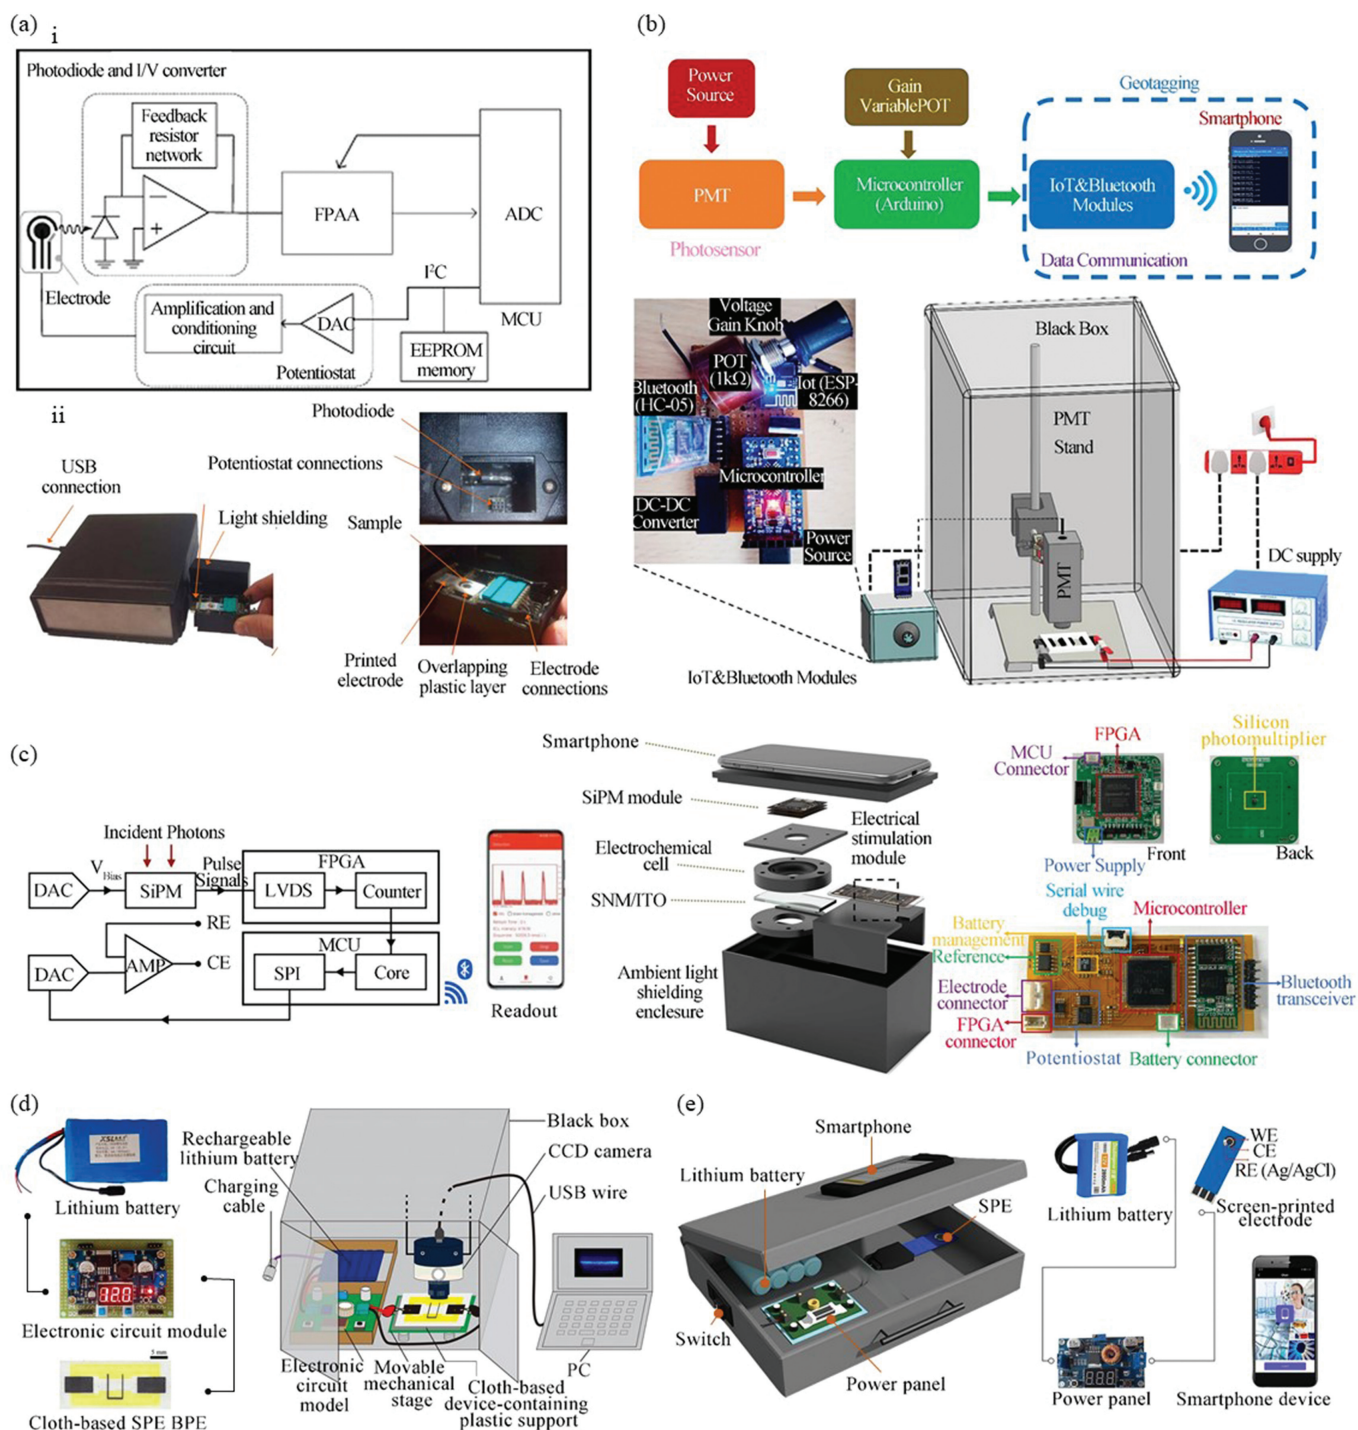 (a)
i
Photodiode and I/V converter
Feedback
resistor
network
FPAA
ADC
MCU
I²C
Electrode
Amplification and
conditioning
circuit
DAC
Potentiostat
EEPROM
memory
ii
USB
connection
Photodiode
Potentiostat connections
Light shielding
Sample
Printed
electrode
Overlapping
plastic layer
Electrode
connections
(b)
Power
Source
Gain
VariablePOT
Geotagging
Smartphone
PMT
Microcontroller
(Arduino)
IoT&Bluetooth
Modules
Photosensor
Data Communication
Voltage
Gain Knob
POT
(1kΩ)
Bluetooth
(HC-05)
Iot (ESP-
8266)
Microcontroller
DC-DC
Converter
Power
Source
IoT&Bluetooth Modules
Black Box
PMT
Stand
PMT
DC supply
(c)
Incident Photons
V Bias
Pulse
Signals
DAC
SiPM
FPGA
LVDS
Counter
RE
CE
AMP
DAC
MCU
SPI
Core
Readout
Smartphone
SiPM module
Electrochemical
cell
SNM/ITO
Electrical
stimulation
module
Ambient light
shielding
enclesure
FPGA
MCU
Connector
Power Supply
Front
Silicon
photomultiplier
Back
Serial wire
debug
Battery
management
Reference
Microcontroller
Electrode
connector
FPGA
connector
Potentiostat
Battery connector
Bluetooth
transceiver
(d)
Lithium battery
12.0
Electronic circuit module
5 mm
Cloth-based SPE BPE
Rechargeable
lithium battery
Charging
cable
Black box
CCD camera
USB wire
PC
Electronic
circuit
model
Movable
mechanical
stage
Cloth-based
device-containing
plastic support
(e)
Smartphone
Lithium battery
SPE
Switch
Power panel
Lithium battery
WE
CE
RE (Ag/AgCl)
Screen-printed
electrode
Power panel
Smartphone device